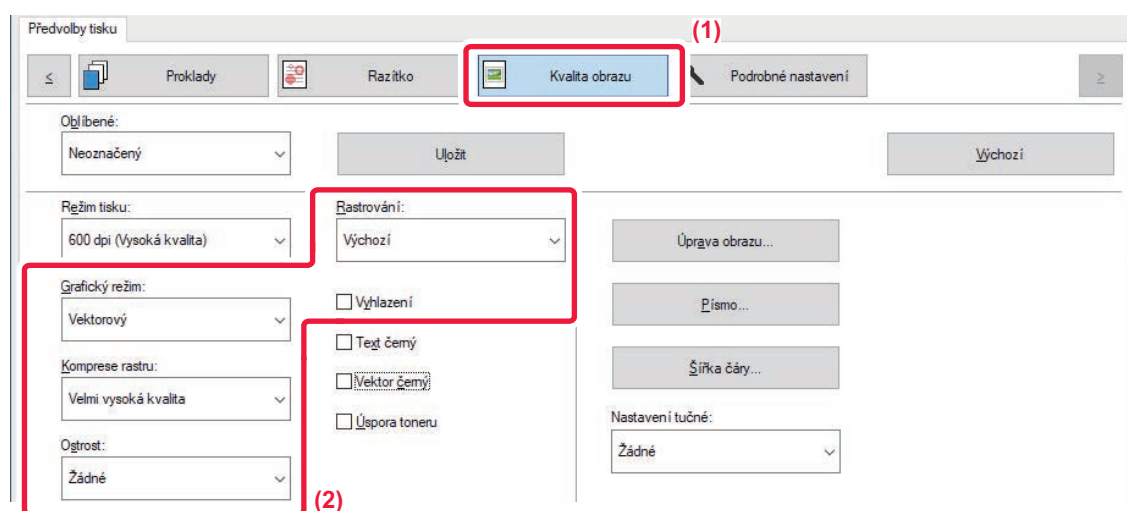 Předvolby tisku
(1)
≤ Proklady Razítko Kvalita obrazu Podrobné nastavení ≥
Oblíbené:
Neoznačený Uložit Výchozí
Režim tisku: Rastrování:
600 dpi (Vysoká kvalita) Výchozí Úprava obrazu...
Grafický režim:
Vektorový Vyhlazení Písmo...
Text černý
Komprese rastru: Šířka čáry...
Velmi vysoká kvalita Vektor černý
Úspora toneru Nastavení tučné:
Ostrost:
Žádné Žádné
(2)